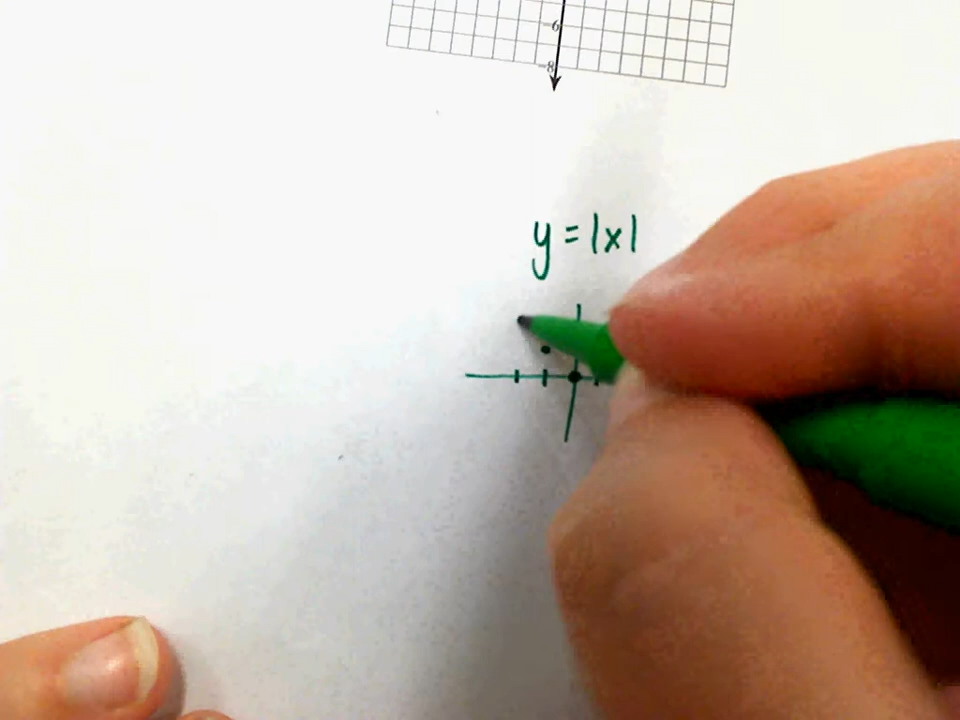 -6
-8
y = |x|